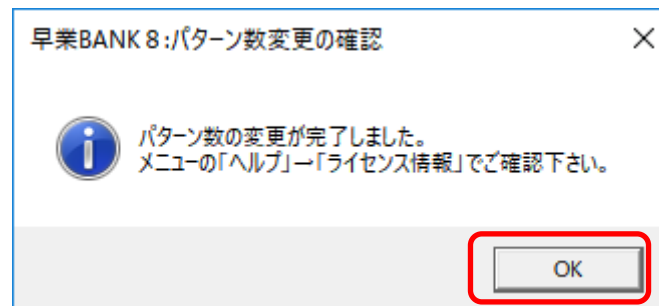 早業BANK８:パターン数変更の確認
パターン数の変更が完了しました。
メニューの｢ヘルプ｣→｢ライセンス情報｣でご確認下さい。
OK